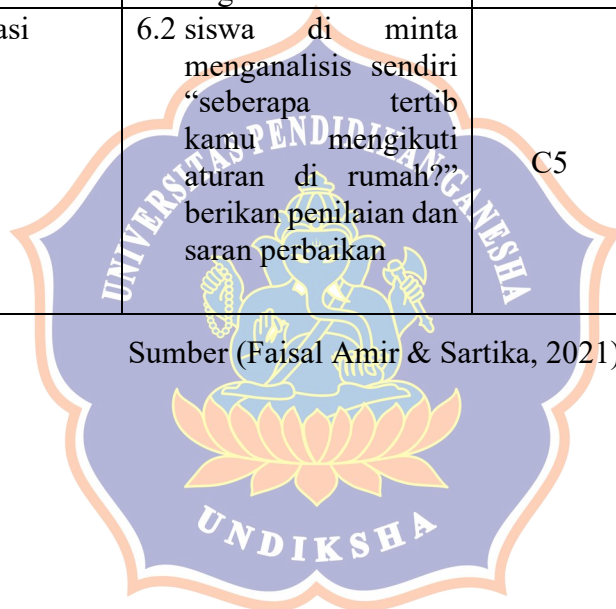 asi
6.2 siswa di minta
menganalisis sendiri
“seberapa tertib
kamu mengikuti
aturan di rumah?”
berikan penilaian dan
saran perbaikan
C5
Sumber (Faisal Amir & Sartika, 2021)
UNIVERSITAS PENDIDIKAN GANESHA
UNDIKSHA